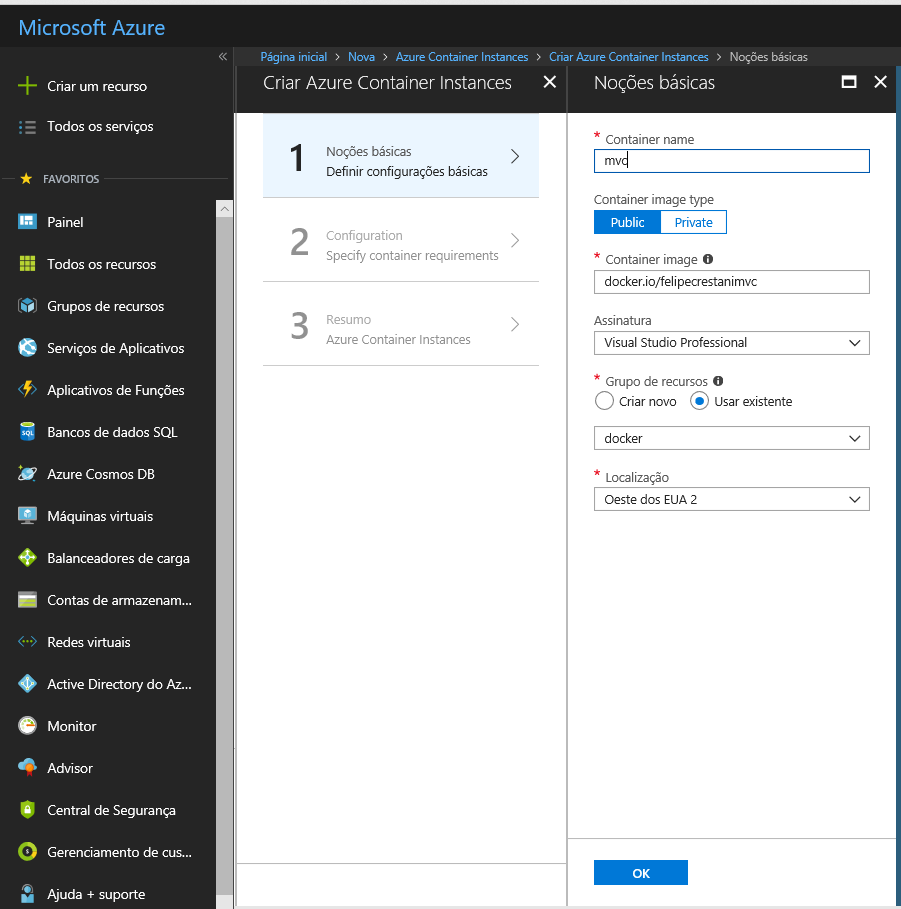 Microsoft Azure
«
Página inicial > Nova > Azure Container Instances > Criar Azure Container Instances > Noções básicas
Criar um recurso
Todos os serviços
FAVORITOS
Painel
Todos os recursos
Grupos de recursos
Serviços de Aplicativos
Aplicativos de Funções
Bancos de dados SQL
Azure Cosmos DB
Máquinas virtuais
Balanceadores de carga
Contas de armazenam...
Redes virtuais
Active Directory do Az...
Monitor
Advisor
Central de Segurança
Gerenciamento de cus...
Ajuda + suporte
Criar Azure Container Instances
1
Noções básicas
Definir configurações básicas
2
Configuration
Specify container requirements
3
Resumo
Azure Container Instances
Noções básicas
* Container name
mvc
Container image type
Public Private
* Container image
docker.io/felipecrestanimvc
Assinatura
Visual Studio Professional
* Grupo de recursos
Criar novo Usar existente
docker
* Localização
Oeste dos EUA 2
OK